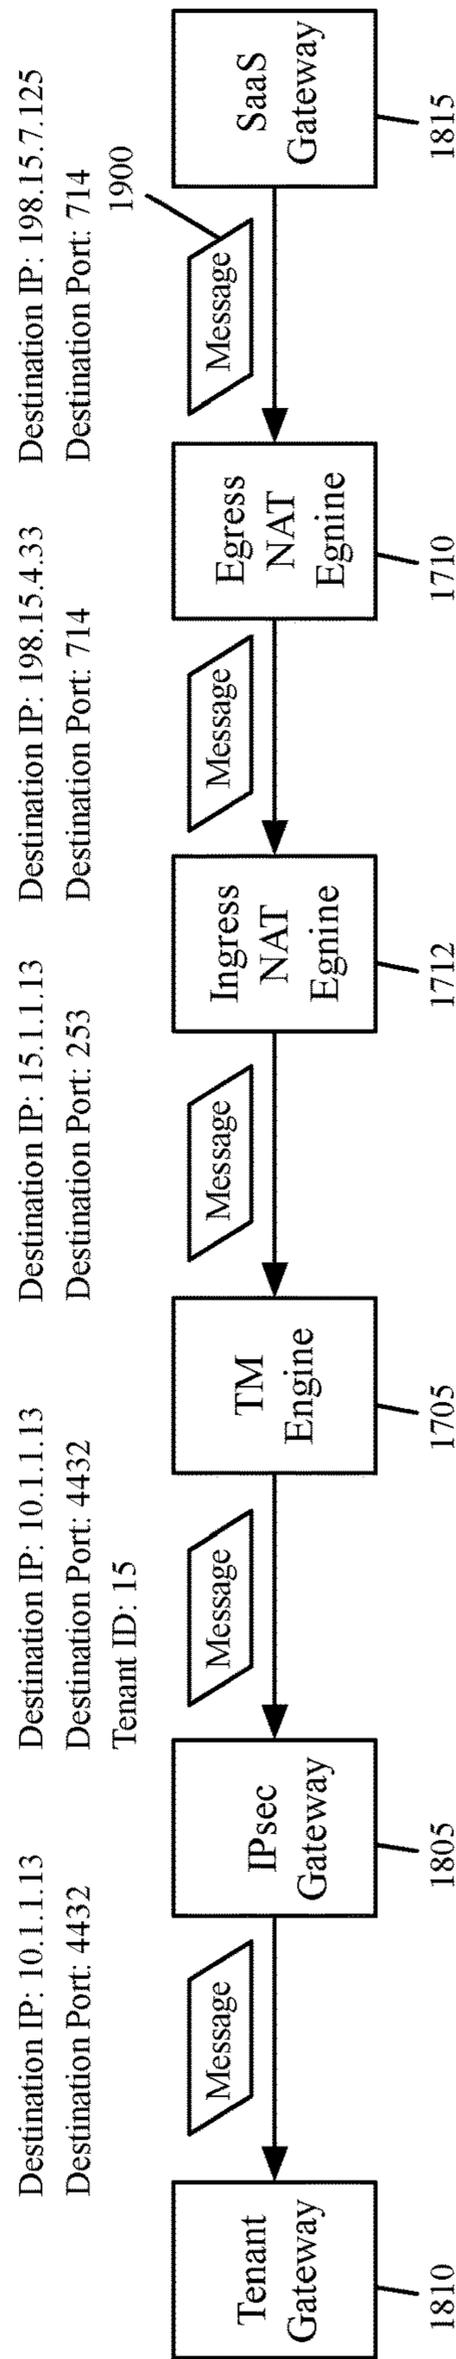 Destination IP: 10.1.1.13
Destination Port: 4432
Destination IP: 10.1.1.13
Destination Port: 4432
Tenant ID: 15
Destination IP: 15.1.1.13
Destination Port: 253
Destination IP: 198.15.4.33
Destination Port: 714
Destination IP: 198.15.7.125
Destination Port: 714
1900
Tenant
Gateway
Message
IPsec
Gateway
Message
TM
Engine
Message
Ingress
NAT
Egnine
Message
Egress
NAT
Egnine
Message
SaaS
Gateway
1810
1805
1705
1712
1710
1815